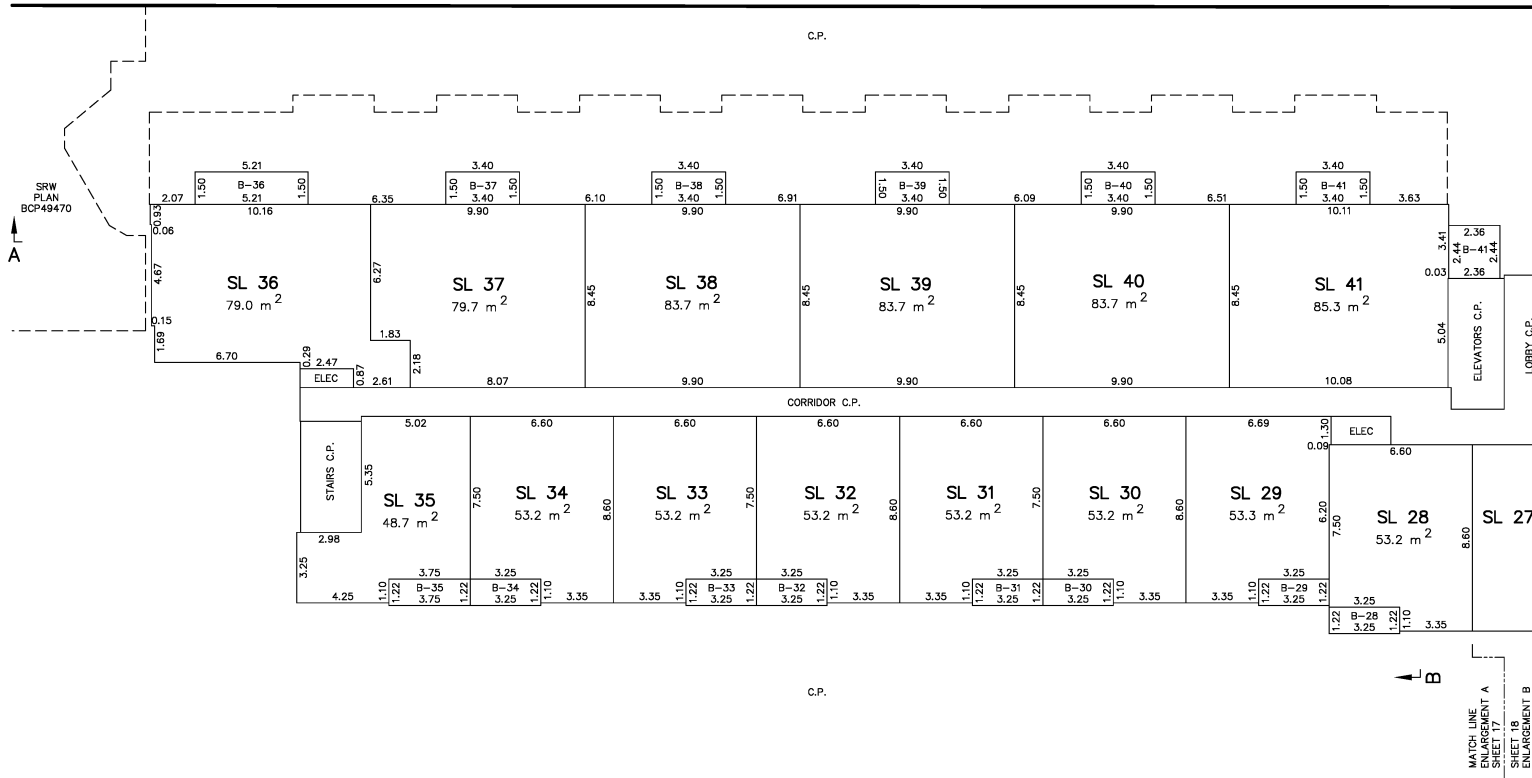 C.P.
SRW
PLAN
BCP49470
A
5.21
3.40
3.40
3.40
3.40
3.40
1.50 B-36 1.50
1.50 B-37 1.50
1.50 B-38 1.50
1.50 B-39 1.50
1.50 B-40 1.50
1.50 B-41 1.50
2.07 5.21 6.35 3.40 6.10 3.40 6.91 3.40 6.09 3.40 6.51 3.40 3.63
10.16 9.90 9.90 9.90 9.90 10.11
0.93
0.06
4.67
0.15
1.69
SL 36
79.0 m2
6.27
SL 37
79.7 m2
8.45
SL 38
83.7 m2
8.45
SL 39
83.7 m2
8.45
SL 40
83.7 m2
8.45
SL 41
85.3 m2
3.41
0.03
5.04
2.36
2.44 B-41 2.44
2.36
ELEVATORS C.P.
LOBBY C.P.
1.83
2.18
6.70
0.29
2.47
ELEC
0.87
2.61
8.07 9.90 9.90 9.90 10.08
CORRIDOR C.P.
5.02 6.60 6.60 6.60 6.60 6.60 6.69
1.30
ELEC
0.09
6.60
STAIRS C.P.
5.35
SL 35
48.7 m2
7.50
SL 34
53.2 m2
8.60
SL 33
53.2 m2
7.50
SL 32
53.2 m2
8.60
SL 31
53.2 m2
7.50
SL 30
53.2 m2
8.60
SL 29
53.3 m2
6.20
7.50
SL 28
53.2 m2
8.60
SL 27
2.98
3.25
4.25
1.10
3.75
1.22 B-35 1.22
3.75
3.25
B-34 1.22
3.25
1.10
3.35
3.35
1.10
3.25
1.22 B-33 1.22
3.25
3.25
B-32 1.22
3.25
1.10
3.35
3.35
1.10
3.25
1.22 B-31 1.22
3.25
3.25
B-30 1.22
3.25
1.10
3.35
3.35
1.10
3.25
1.22 B-29 1.22
3.25
3.25
1.22 B-28 1.22
3.25
1.10
3.35
B
C.P.
MATCH LINE
ENLARGEMENT A
SHEET 17
SHEET 18
ENLARGEMENT B